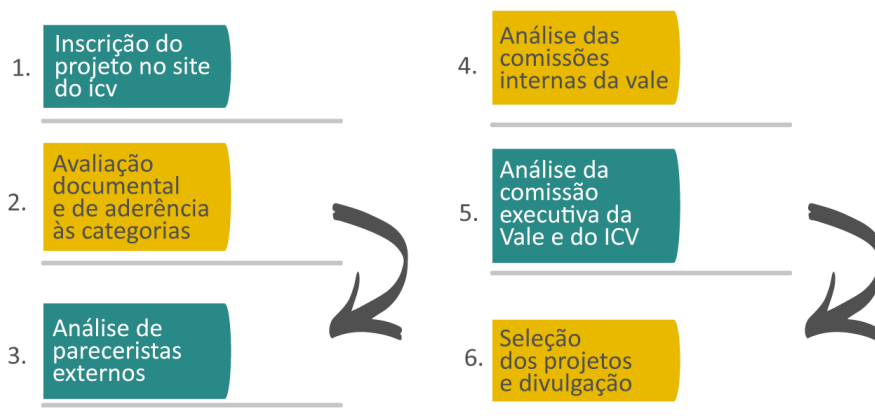 1.
Inscrição do
projeto no site
do icv
2.
Avaliação
documental
e de aderência
às categorias
3.
Análise de
pareceristas
externos
4.
Análise das
comissões
internas da vale
5.
Análise da
comissão
executiva da
Vale e do ICV
6.
Seleção
dos projetos
e divulgação